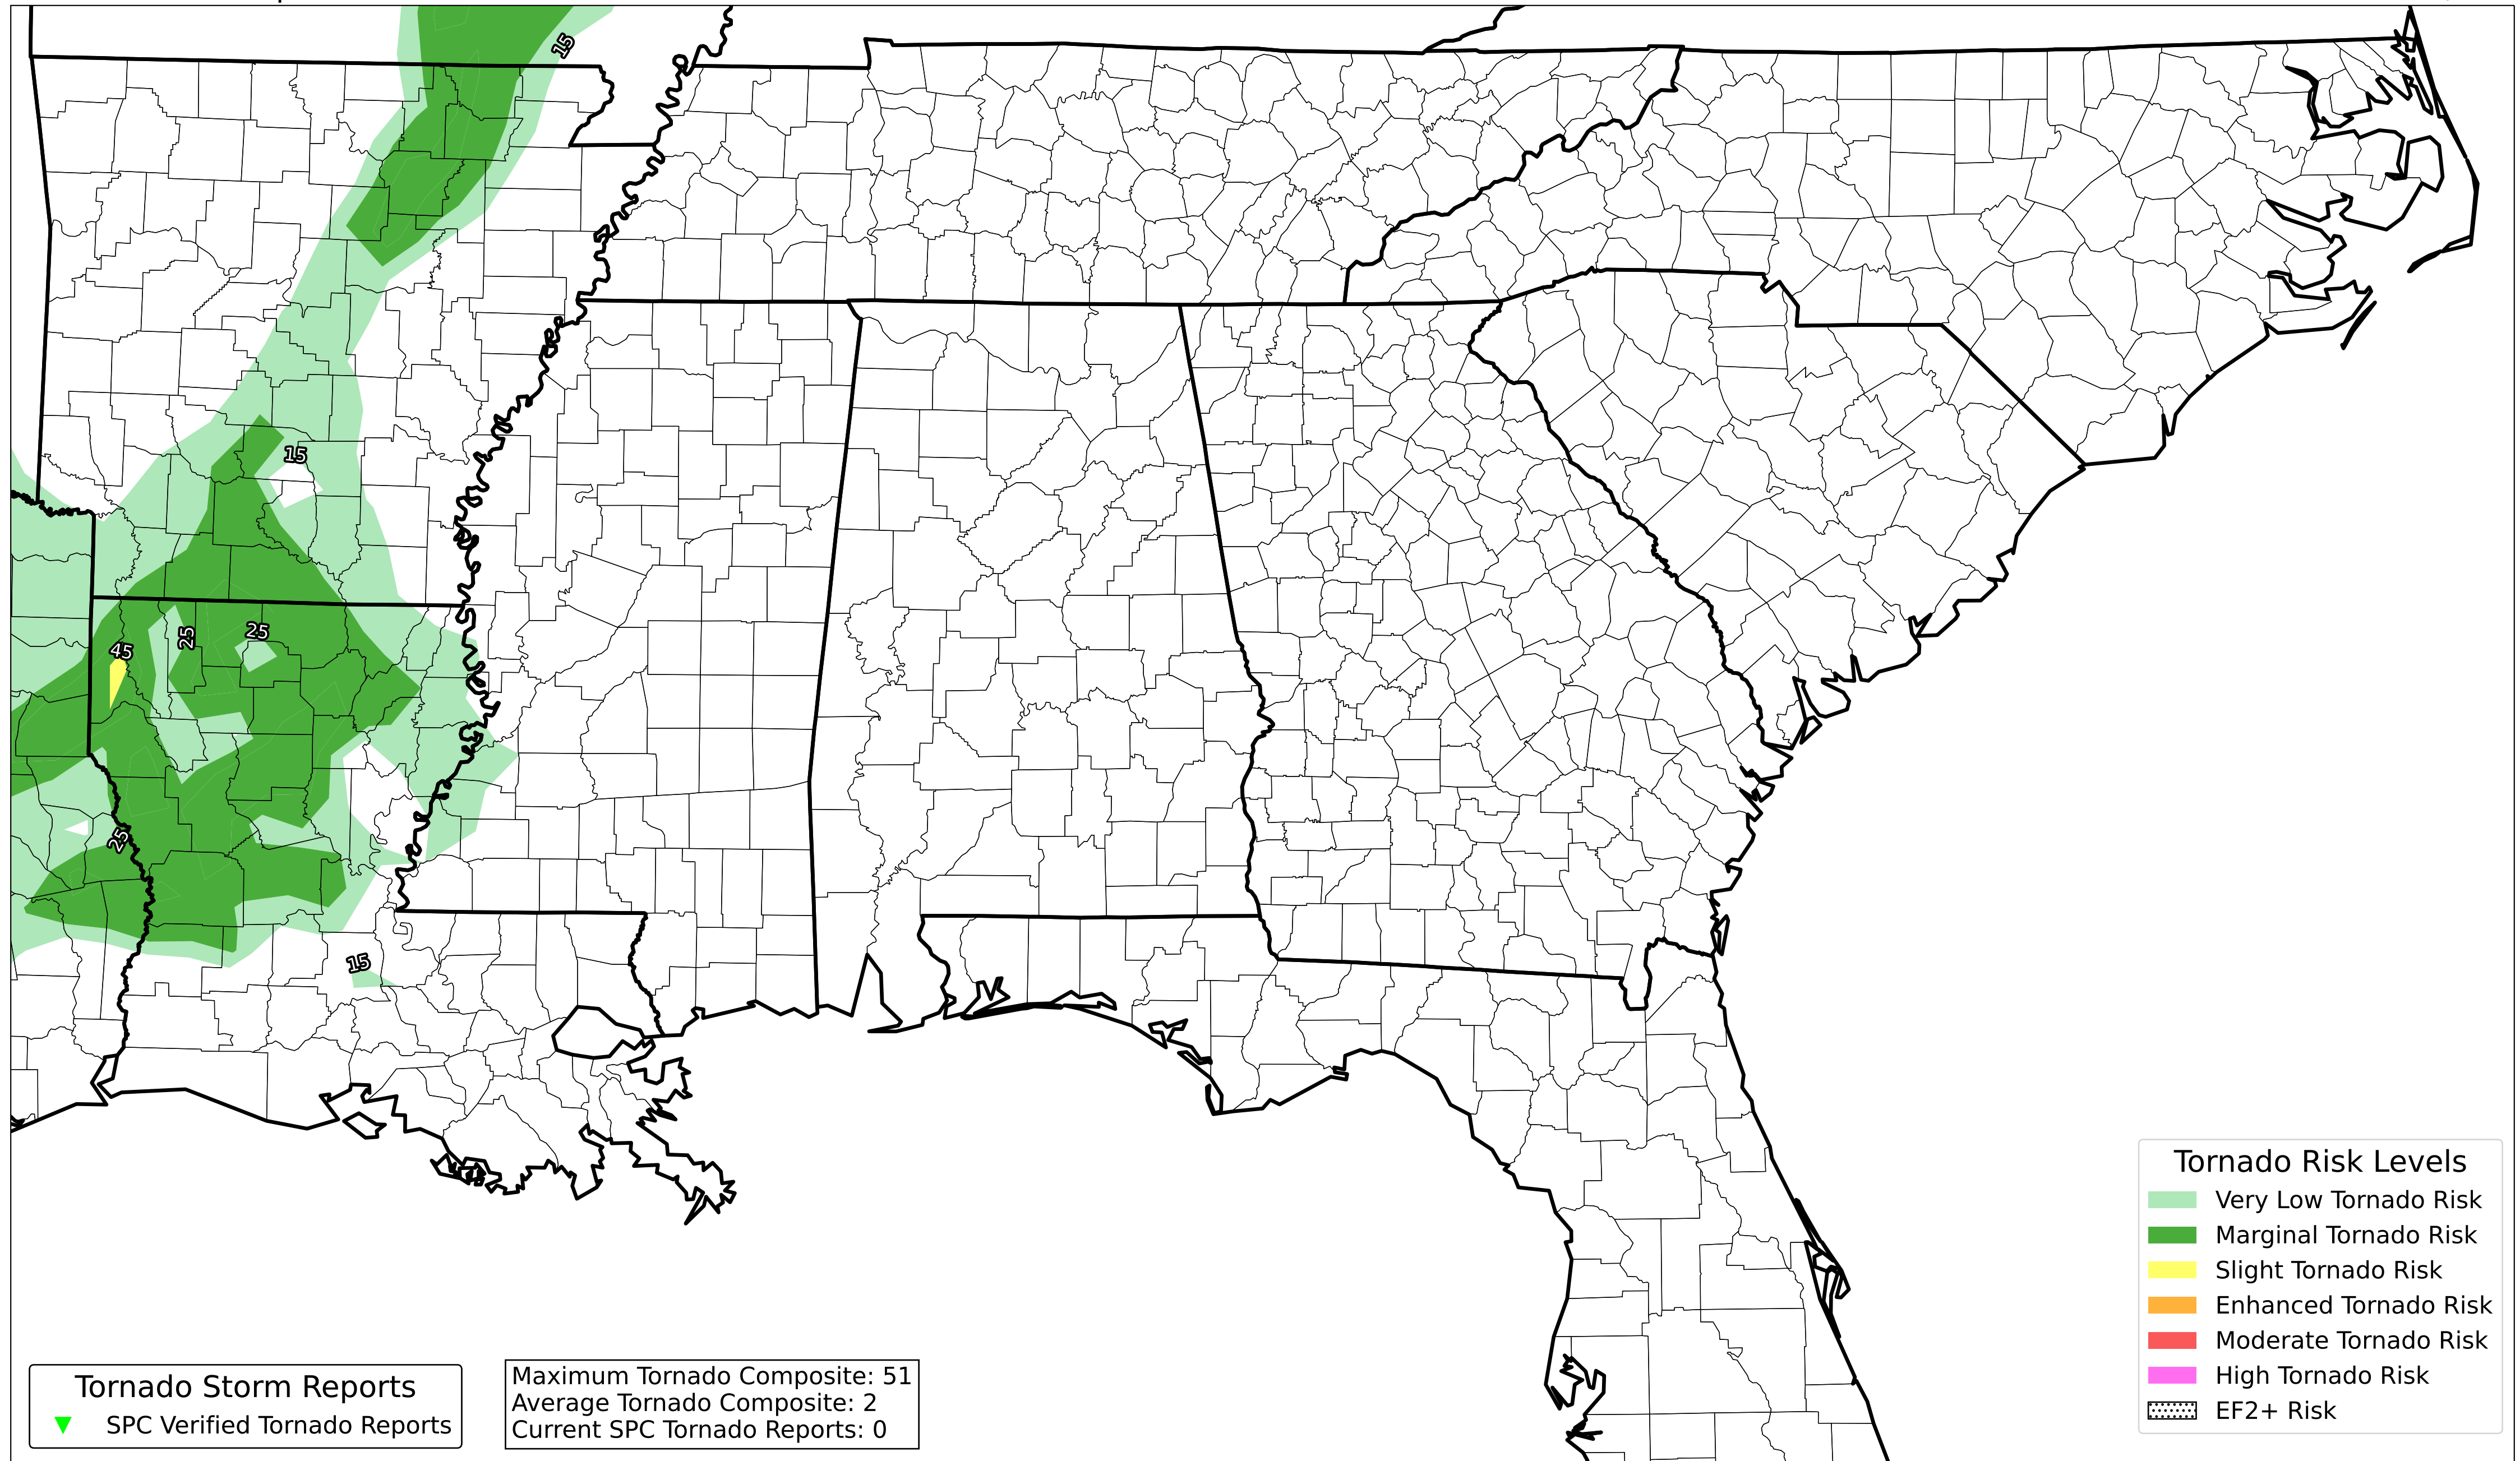 15
15
25
25
45
25
15
Tornado Risk Levels
Very Low Tornado Risk
Marginal Tornado Risk
Slight Tornado Risk
Enhanced Tornado Risk
Moderate Tornado Risk
High Tornado Risk
EF2+ Risk
Tornado Storm Reports
SPC Verified Tornado Reports
Maximum Tornado Composite: 51
Average Tornado Composite: 2
Current SPC Tornado Reports: 0